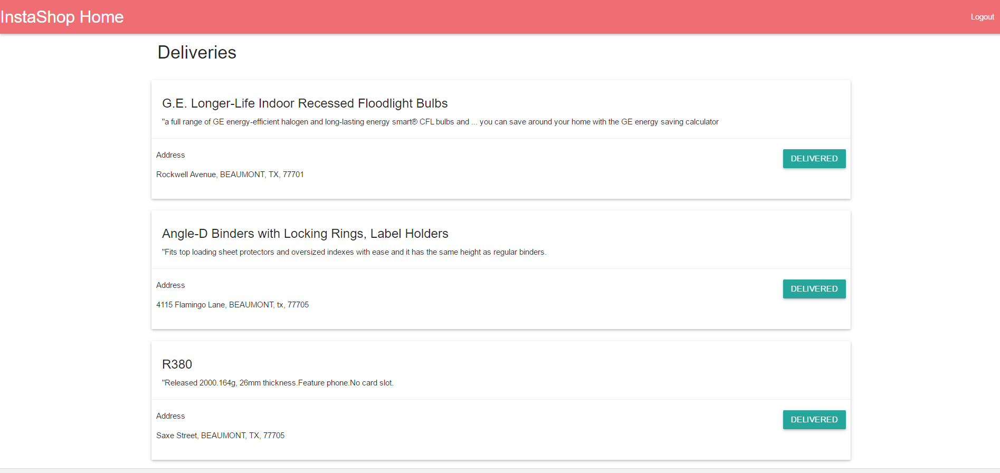 InstaShop Home
Logout
Deliveries
G.E. Longer-Life Indoor Recessed Floodlight Bulbs
"a full range of GE energy-efficient halogen and long-lasting energy smart® CFL bulbs and ... you can save around your home with the GE energy saving calculator
Address
DELIVERED
Rockwell Avenue, BEAUMONT, TX, 77701
Angle-D Binders with Locking Rings, Label Holders
"Fits top loading sheet protectors and oversized indexes with ease and it has the same height as regular binders.
Address
DELIVERED
4115 Flamingo Lane, BEAUMONT, tx, 77705
R380
"Released 2000.164g, 26mm thickness.Feature phone.No card slot.
Address
DELIVERED
Saxe Street, BEAUMONT, TX, 77705